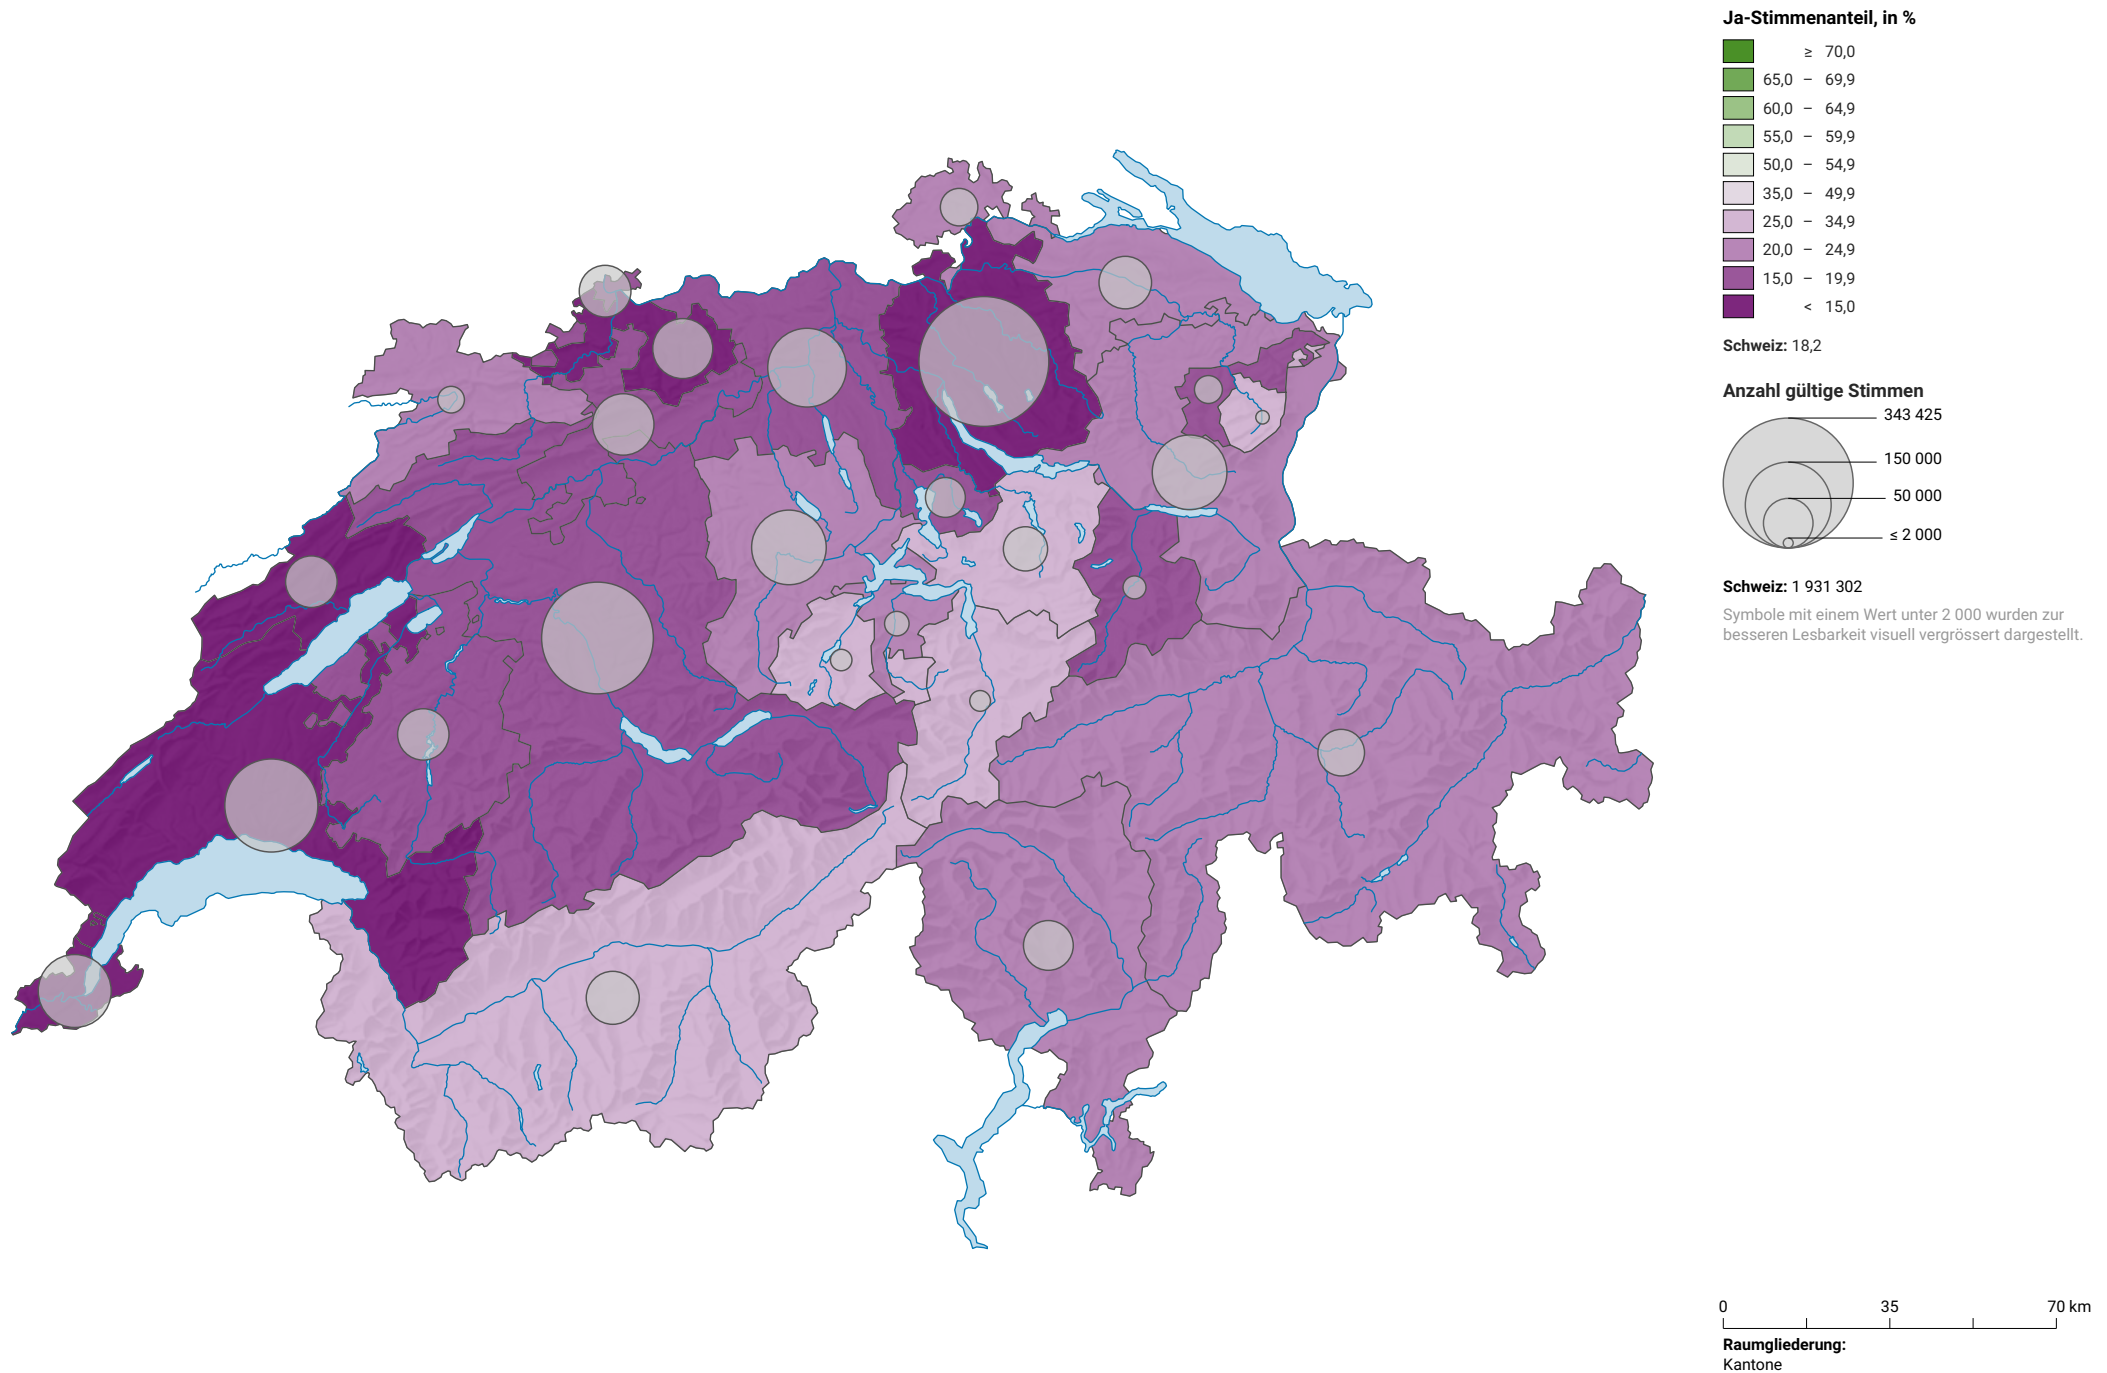 Ja-Stimmenanteil, in %
≥ 70,0
65,0 – 69,9
60,0 – 64,9
55,0 – 59,9
50,0 – 54,9
35,0 – 49,9
25,0 – 34,9
20,0 – 24,9
15,0 – 19,9
< 15,0
Schweiz: 18,2
Anzahl gültige Stimmen
343 425
150 000
50 000
≤ 2 000
Schweiz: 1 931 302
Symbole mit einem Wert unter 2 000 wurden zur
besseren Lesbarkeit visuell vergrössert dargestellt.
0 35 70 km
Raumgliederung:
Kantone